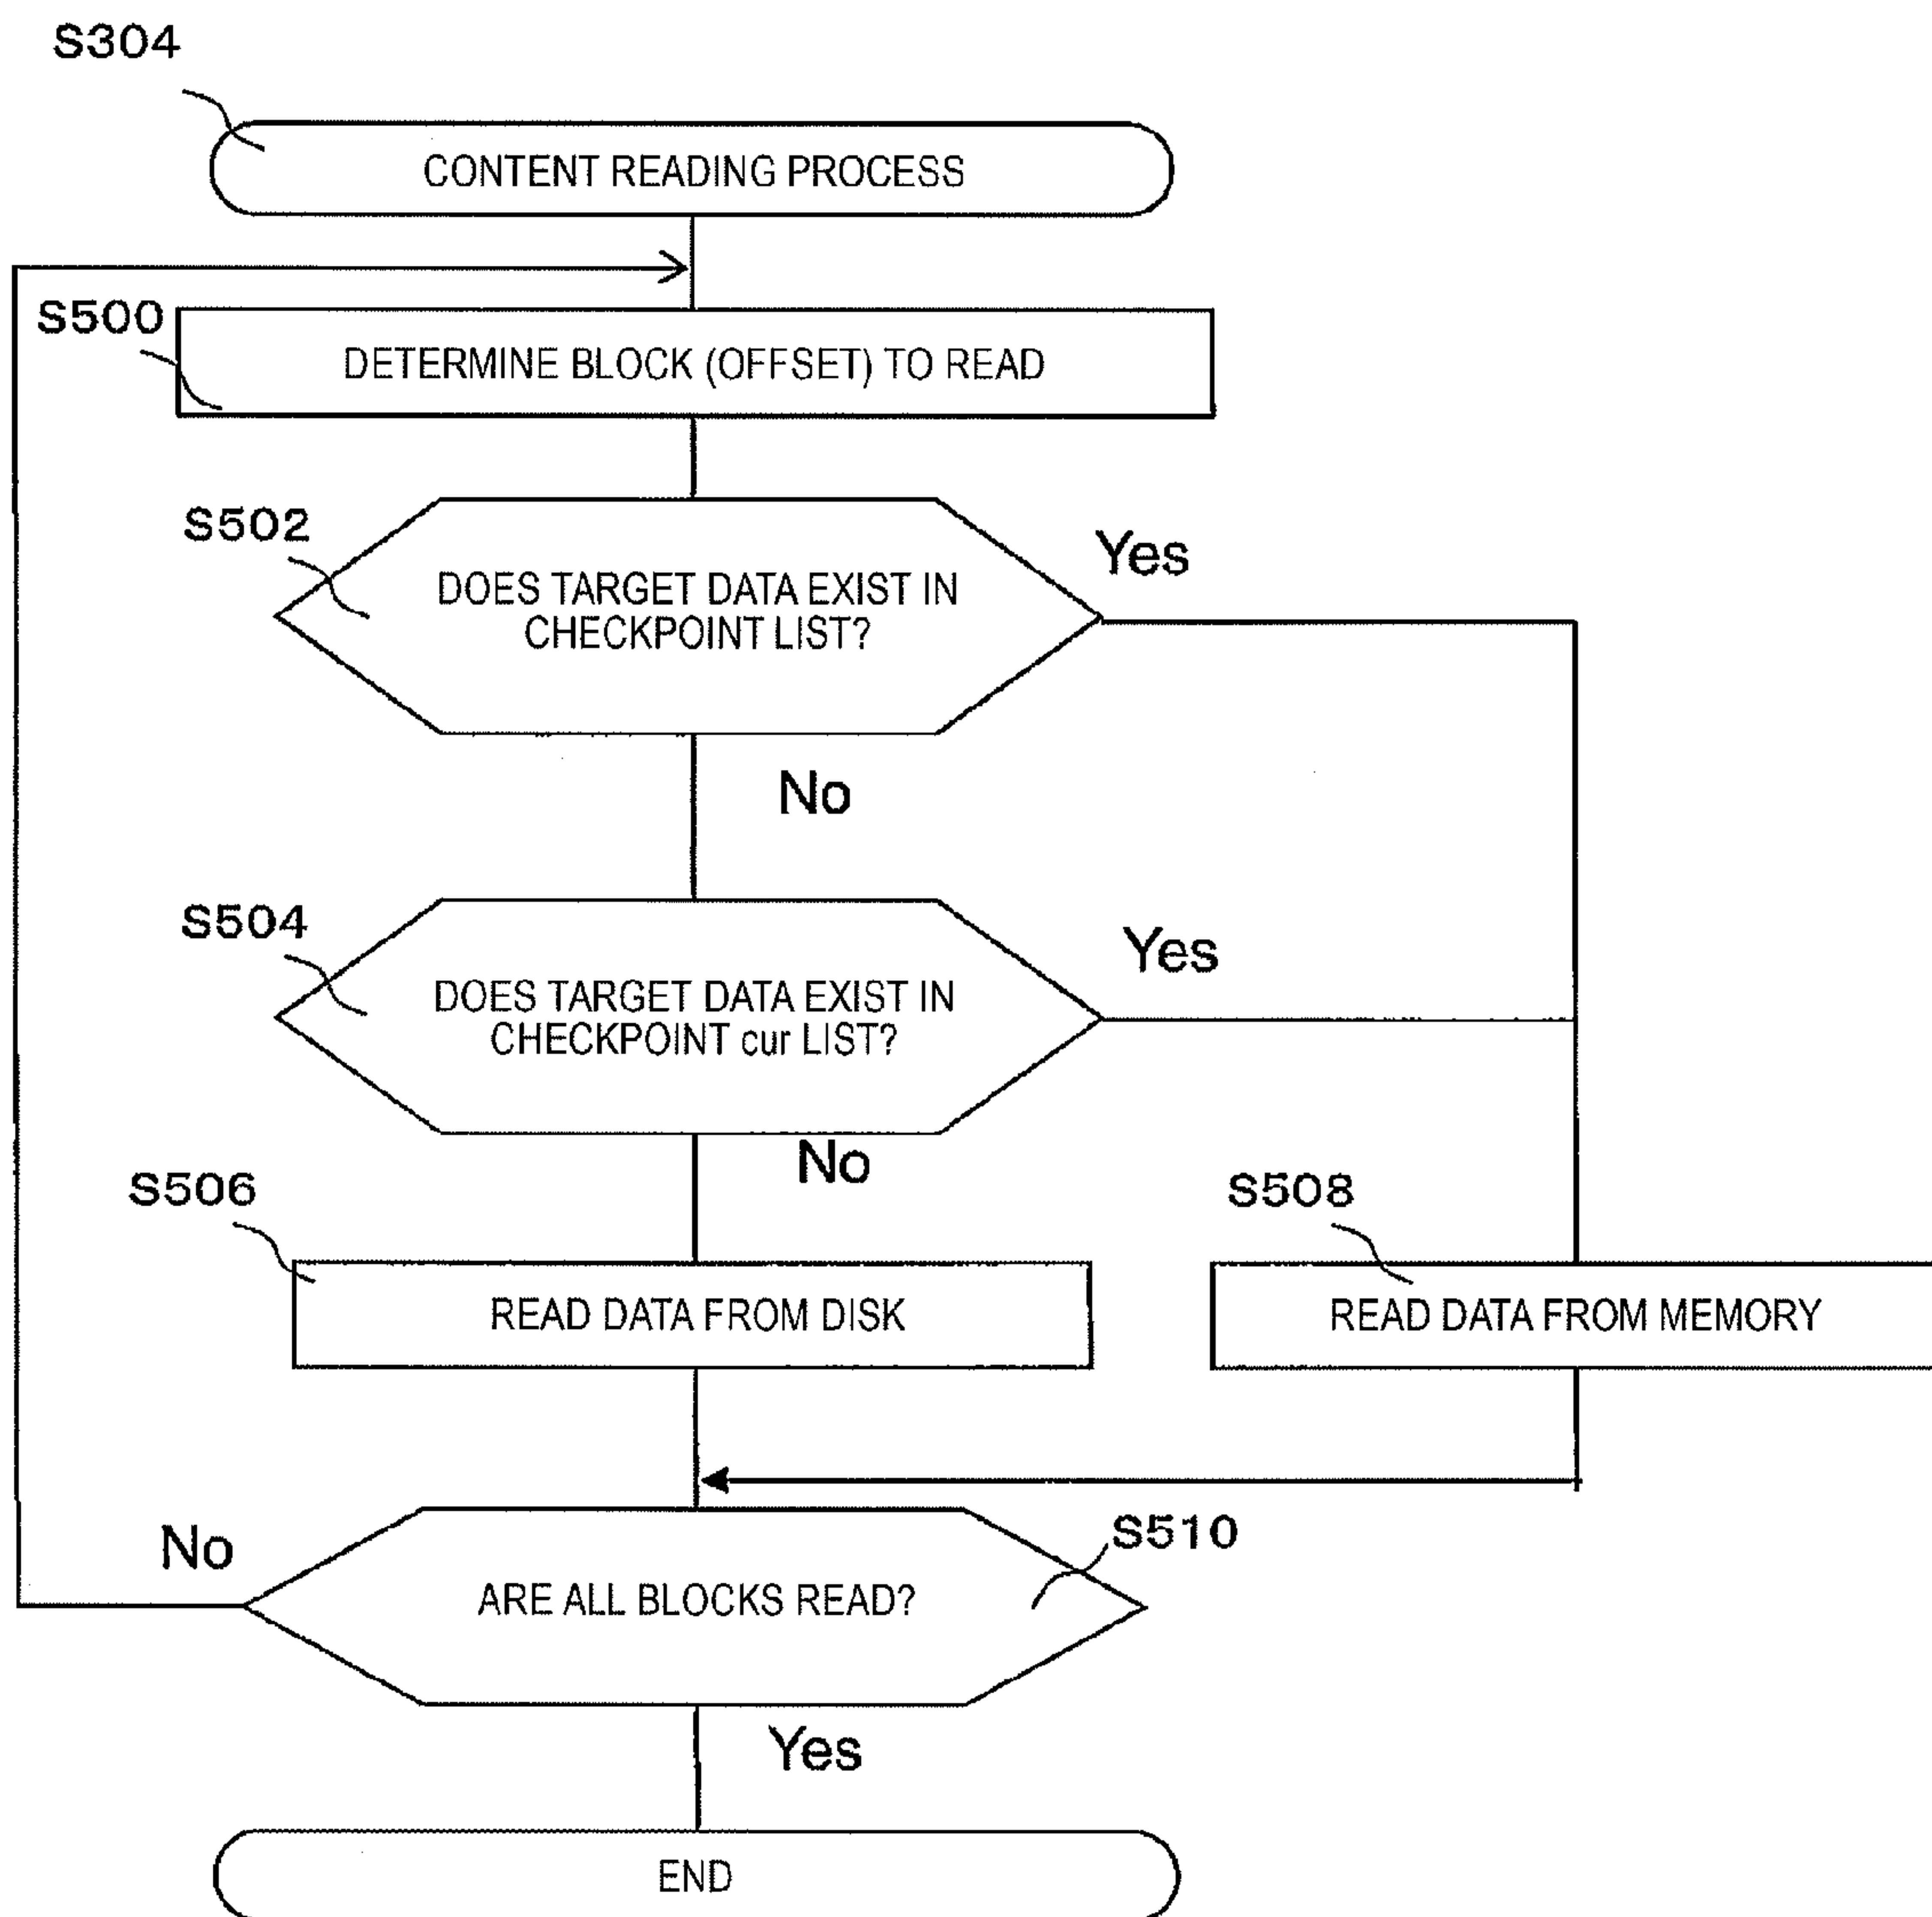 S304
CONTENT READING PROCESS
S500
DETERMINE BLOCK (OFFSET) TO READ
S502
Yes
DOES TARGET DATA EXIST IN
CHECKPOINT LIST?
No
S504
Yes
DOES TARGET DATA EXIST IN
CHECKPOINT cur LIST?
No
S506
S508
READ DATA FROM DISK
READ DATA FROM MEMORY
No
S510
ARE ALL BLOCKS READ?
Yes
END